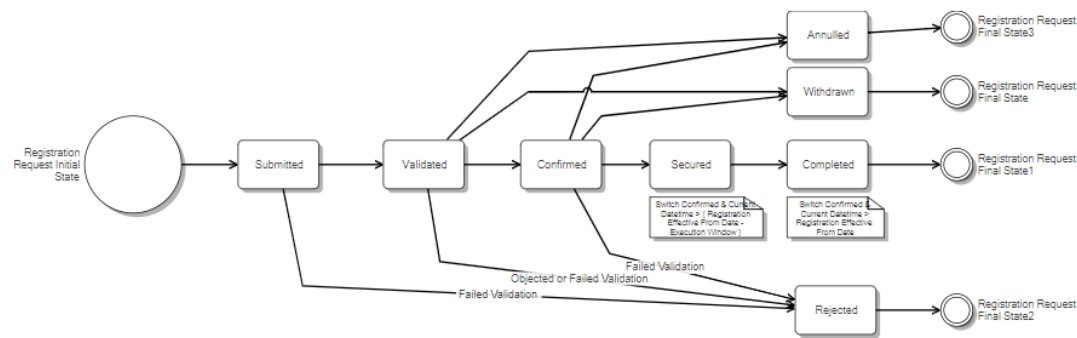 Registration Request
Final State3
Annulled
Registration Request
Final State
Withdrawn
Registration
Request Initial
State
Submitted
Validated
Confirmed
Secured
Completed
Registration Request
Final State1
Switch Confirmed & Current
Datetime > ( Registration
Effective From Date -
Execution Window )
Switch Confirmed &
Current Datetime >
Registration Effective
From Date
Failed Validation
Objected or Failed Validation
Failed Validation
Rejected
Registration Request
Final State2